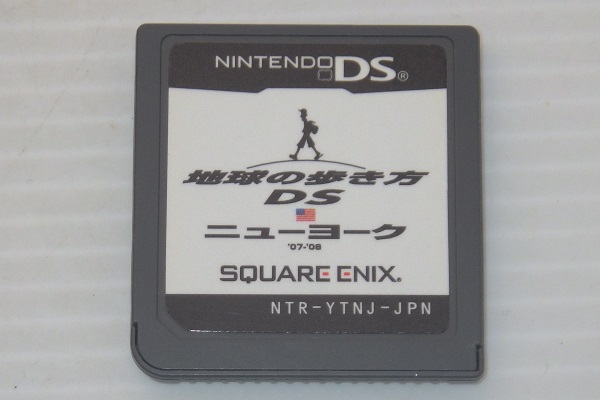 NINTENDO DS®
地球の歩き方
DS
ニューヨーク
'07-'08
SQUARE ENIX®
NTR-YTNJ-JPN